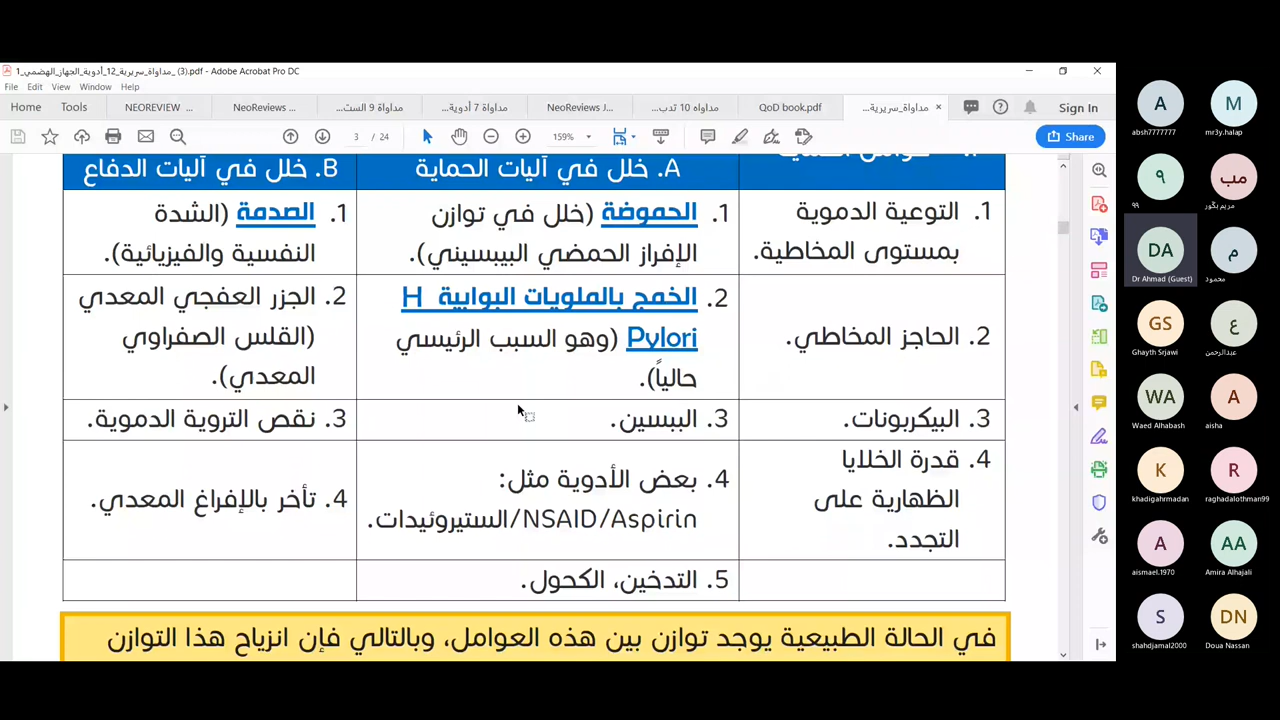 1_مداواة_سريرية_12_أدوية_الجهاز_الهضمي_ (3).pdf - Adobe Acrobat Pro DC
File Edit View Window Help
Home Tools NEOREVIEW ... NeoReviews ... مداواة 9 الست... مداواة 7 أدوية... NeoReviews J... مداواه 10 تدب... QoD book.pdf مداواة_سريرية... × Sign In
3 / 24 159% Share
A. خلل في آليات الحماية B. خلل في آليات الدفاع
1. التوعية الدموية
بمستوى المخاطية.
1. الحموضة (خلل في توازن
الإفراز الحمضي البيبسيني).
1. الصدمة (الشدة
النفسية والفيزيائية).
2. الحاجز المخاطي.
2. الخمج بالملويات البوابية H
Pylori (وهو السبب الرئيسي
حالياً).
2. الجزر العفجي المعدي
(القلس الصفراوي
المعدي).
3. البيكربونات.
3. الببسين.
3. نقص التروية الدموية.
4. قدرة الخلايا
الظهارية على
التجدد.
4. بعض الأدوية مثل:
NSAID/Aspirin/الستيروئيدات.
4. تأخر بالإفراغ المعدي.
5. التدخين، الكحول.
في الحالة الطبيعية يوجد توازن بين هذه العوامل، وبالتالي فإن انزياح هذا التوازن
A M
absh7777777 mr3y.halap
٩ مب
٩٩ مريم بكور
DA م
Dr Ahmad (Guest) محمود
GS ع
Ghayth Srjawi عبدالرحمن
WA A
Waed Alhabash aisha
K R
khadigahrmadan raghadalothman99
A AA
aismael.1970 Amira Alhajali
S DN
shahdjamal2000 Doua Nassan